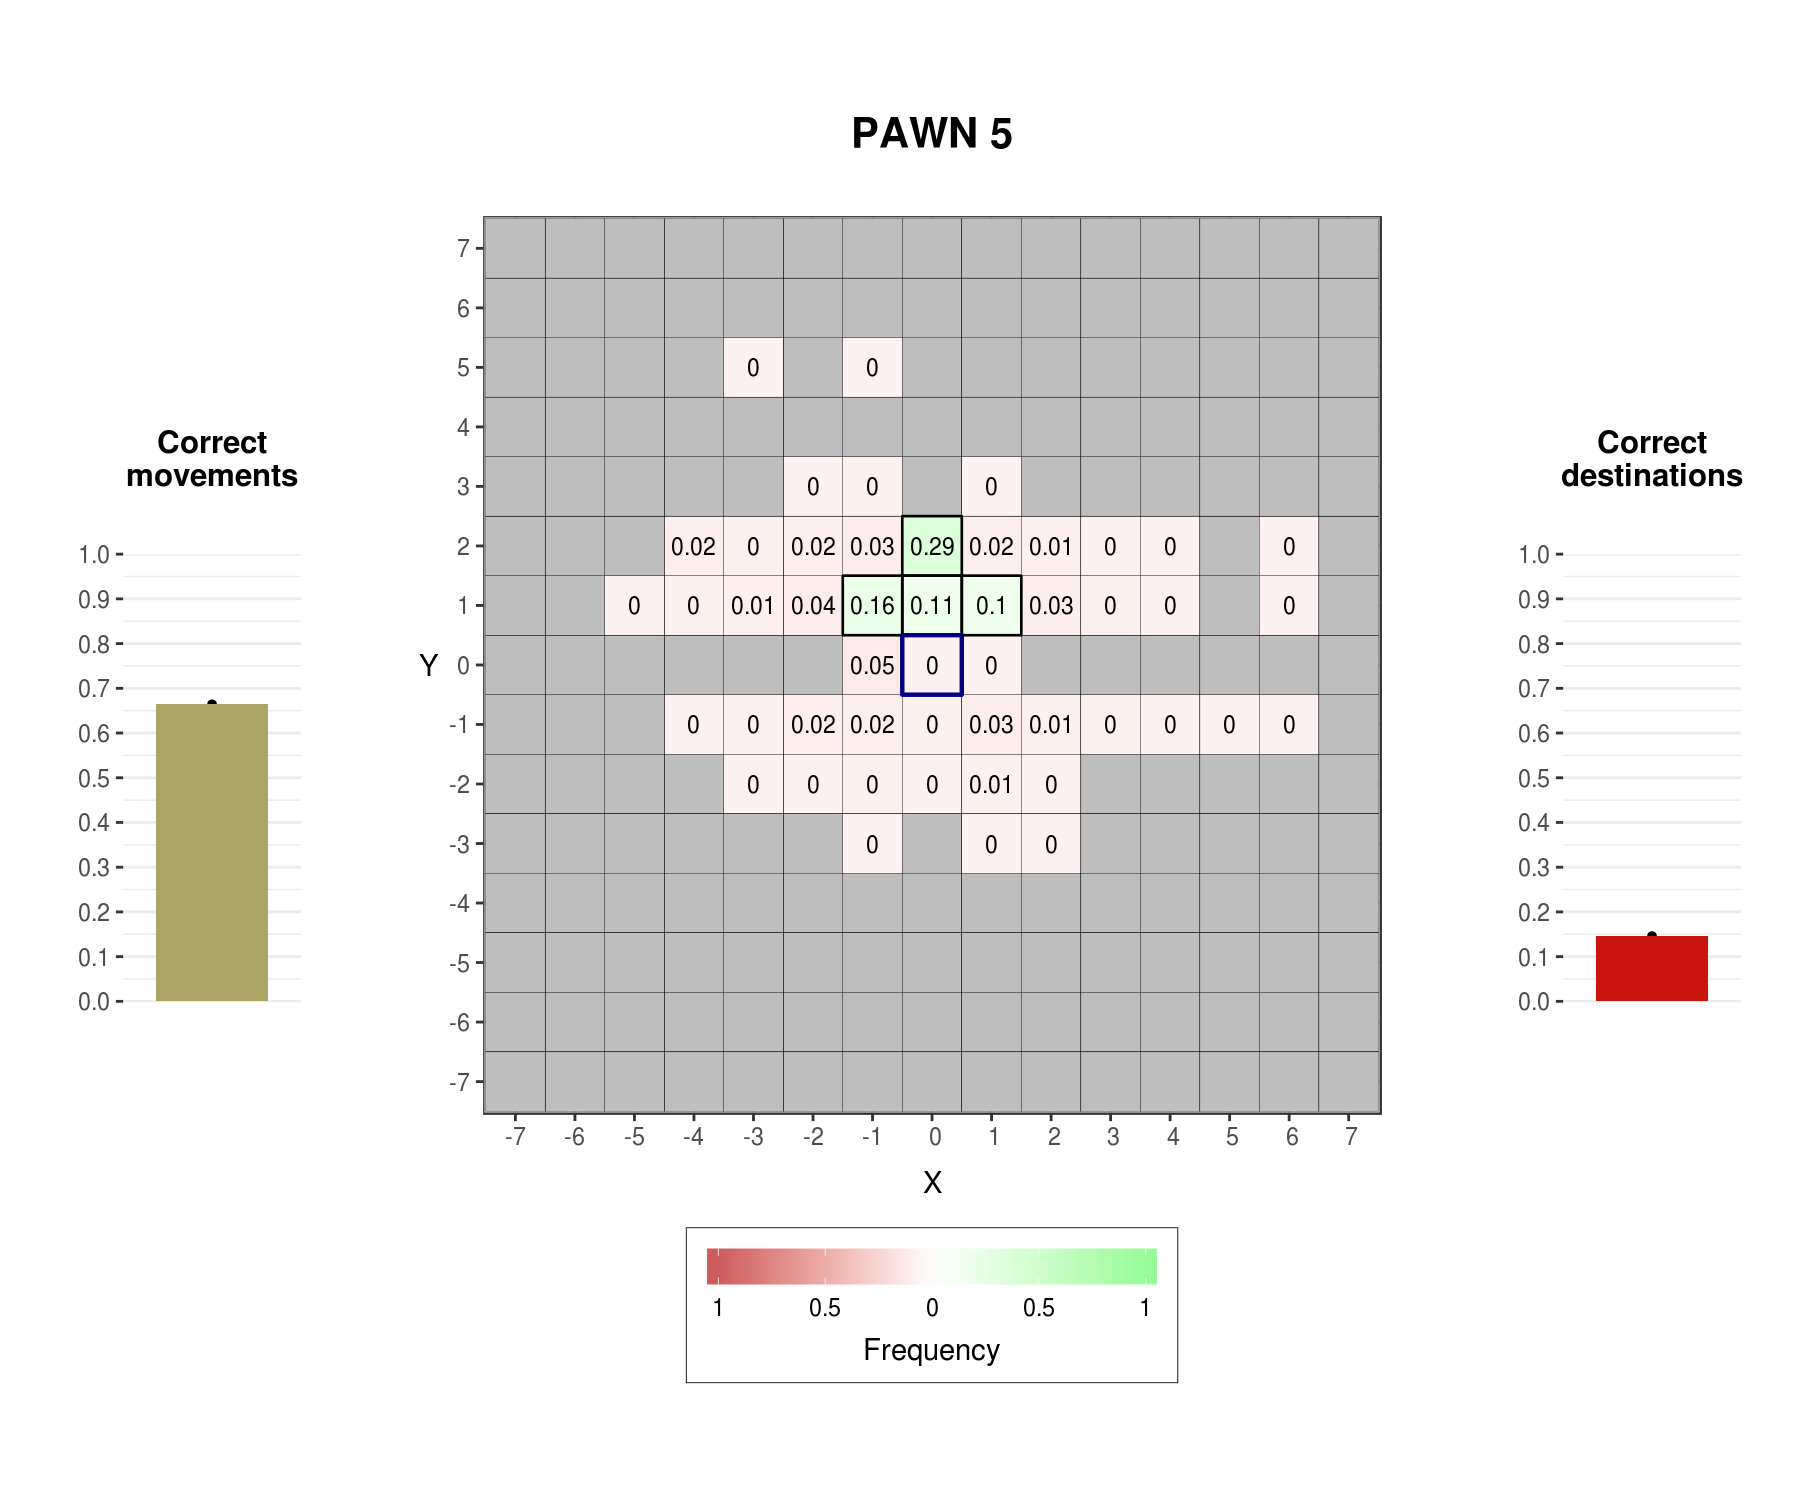 PAWN 5
Correct
movements
1.0
0.9
0.8
0.7
0.6
0.5
0.4
0.3
0.2
0.1
0.0
Y
7
6
5 0 0
4
3 0 0 0
2 0.02 0 0.02 0.03 0.29 0.02 0.01 0 0 0
1 0 0 0.01 0.04 0.16 0.11 0.1 0.03 0 0 0
0 0.05 0 0
-1 0 0 0.02 0.02 0 0.03 0.01 0 0 0 0
-2 0 0 0 0 0.01 0
-3 0 0 0
-4
-5
-6
-7
-7 -6 -5 -4 -3 -2 -1 0 1 2 3 4 5 6 7
X
1 0.5 0 0.5 1
Frequency
Correct
destinations
1.0
0.9
0.8
0.7
0.6
0.5
0.4
0.3
0.2
0.1
0.0